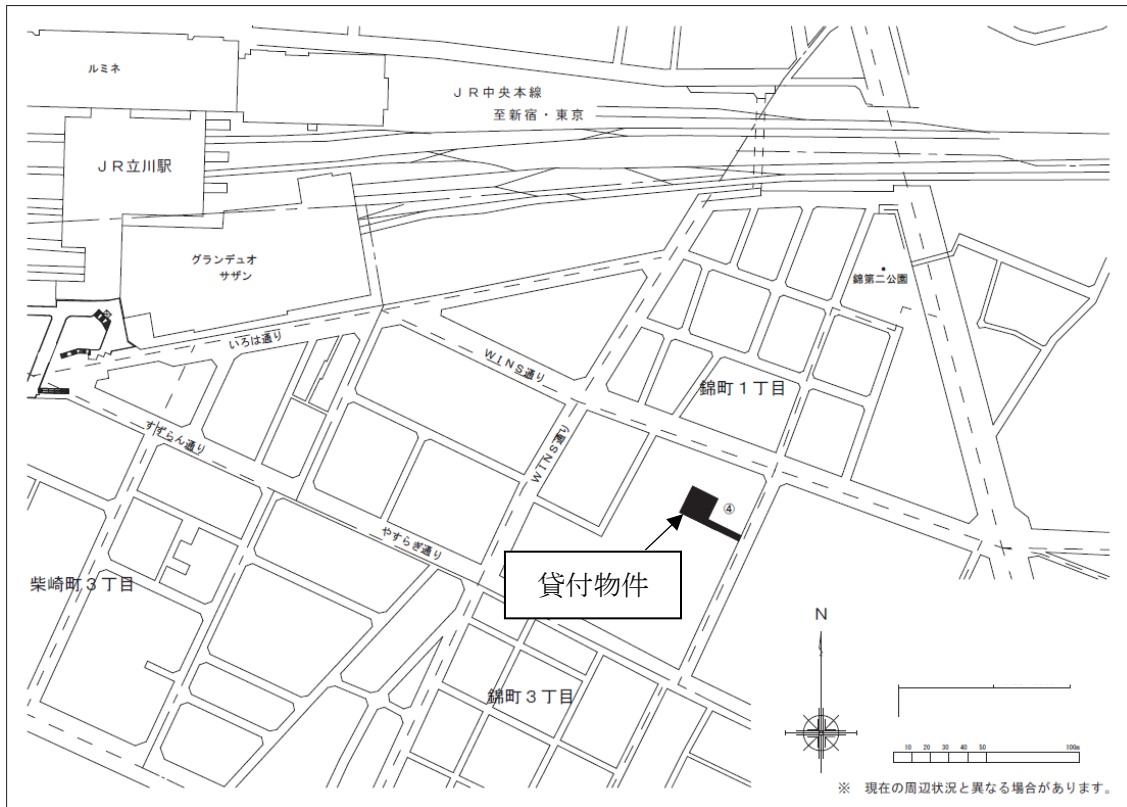 ルミネ
JR中央本線
至新宿・東京
JR立川駅
グランデュオ
サザン
錦第二公園
いろは通り
WINS通り
錦町1丁目
すずらん通り
WINS通り
④
やすらぎ通り
貸付物件
柴崎町3丁目
N
錦町3丁目
10 20 30 40 50 100m
※ 現在の周辺状況と異なる場合があります。